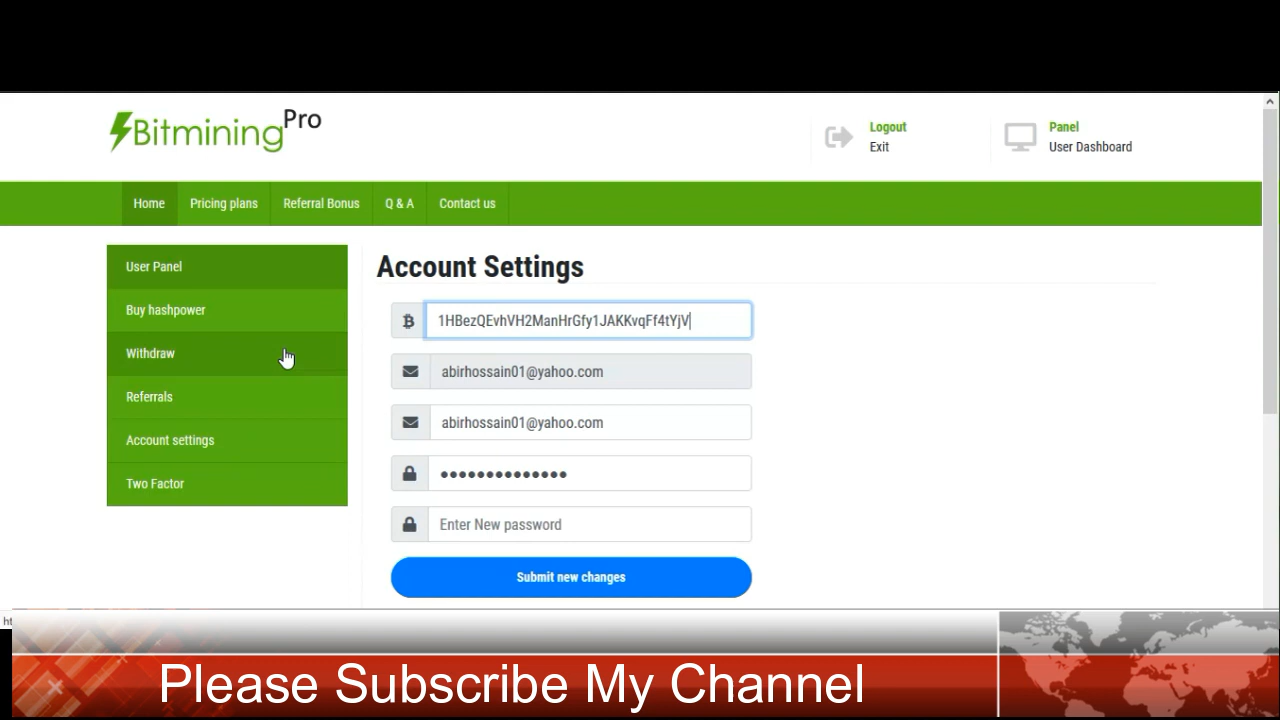 Bitmining Pro
Logout
Exit
Panel
User Dashboard
Home
Pricing plans
Referral Bonus
Q & A
Contact us
User Panel
Buy hashpower
Withdraw
Referrals
Account settings
Two Factor
Account Settings
1HBezQEvhVH2ManHrGfy1JAKKvqFf4tYjV
abirhossain01@yahoo.com
abirhossain01@yahoo.com
••••••••••••••
Enter New password
Submit new changes
ht
Please Subscribe My Channel